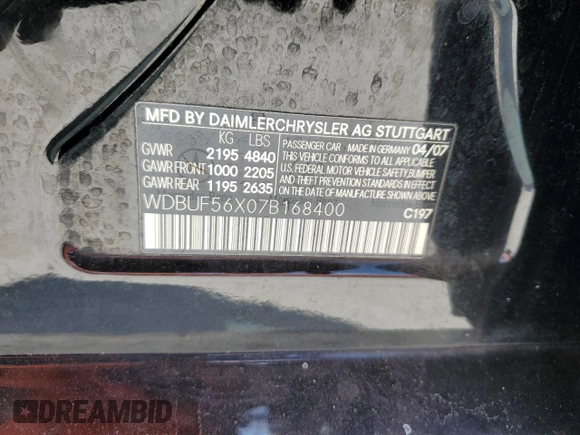 MFD BY DAIMLERCHRYSLER AG STUTTGART
KG LBS
GVWR 2195 4840
GAWR FRONT 1000 2205
GAWR REAR 1195 2635
PASSENGER CAR MADE IN GERMANY 04/07
THIS VEHICLE CONFORMS TO ALL APPLICABLE
U.S. FEDERAL MOTOR VEHICLE SAFETY, BUMPER
AND THEFT PREVENTION STANDARDS IN EFFECT
ON THE DATE OF MANUFACTURE SHOWN ABOVE.
WDBUF56X07B168400
C197
DREAMBID